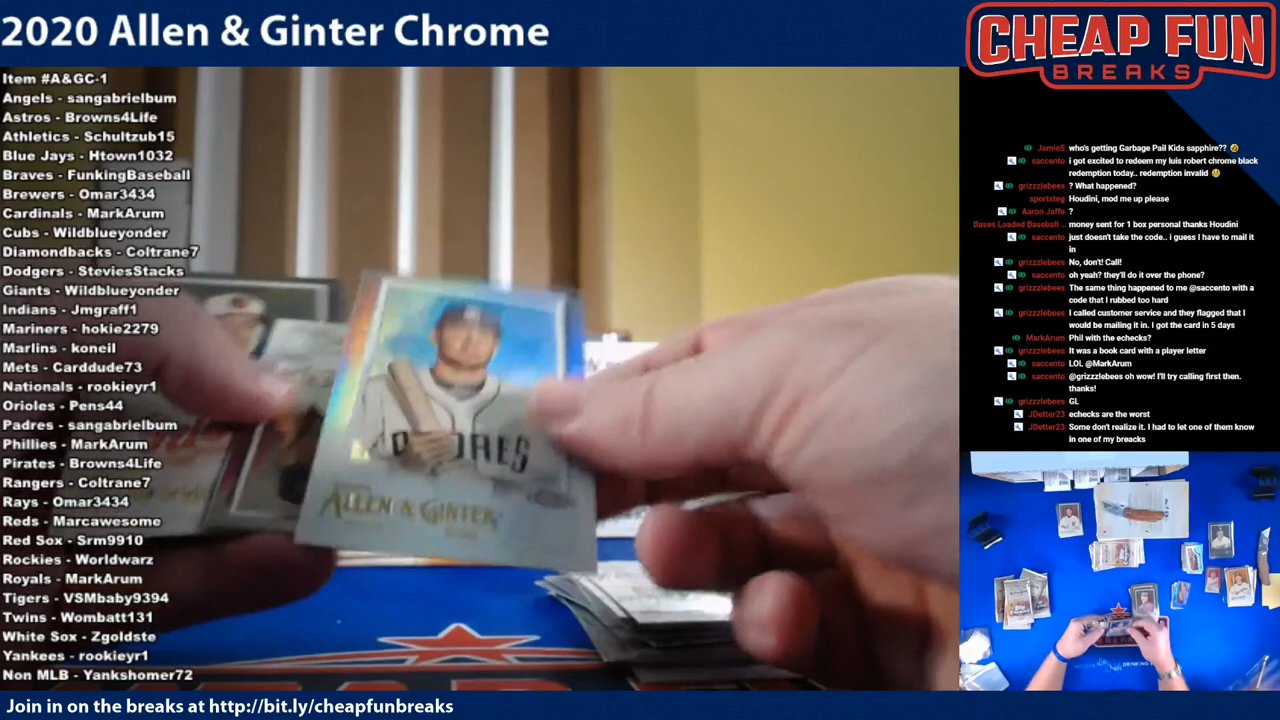 2020 Allen & Ginter Chrome
CHEAP FUN
BREAKS
Item #A&GC-1
Angels - sangabrielbum
Astros - Browns4Life
Athletics - Schultzub15
Blue Jays - Htown1032
Braves - FunkingBaseball
Brewers - Omar3434
Cardinals - MarkArum
Cubs - Wildblueyonder
Diamondbacks - Coltrane7
Dodgers - SteviesStacks
Giants - Wildblueyonder
Indians - Jmgraff1
Mariners - hokie2279
Marlins - koneil
Mets - Carddude73
Nationals - rookieyr1
Orioles - Pens44
Padres - sangabrielbum
Phillies - MarkArum
Pirates - Browns4Life
Rangers - Coltrane7
Rays - Omar3434
Reds - Marcawesome
Red Sox - Srm9910
Rockies - Worldwarz
Royals - MarkArum
Tigers - VSMbaby9394
Twins - Wombatt131
White Sox - Zgoldste
Yankees - rookieyr1
Non MLB - Yankshomer72
ALLEN & GINTER
JamieS who's getting Garbage Pail Kids sapphire??
saccento i got excited to redeem my luis robert chrome black
redemption today.. redemption invalid
grizzzlebees ? What happened?
sportsteg Houdini, mod me up please
Aaron Jaffe ?
Bases Loaded Baseball ... money sent for 1 box personal thanks Houdini
saccento just doesn't take the code.. i guess I have to mail it
in
grizzzlebees No, don't! Call!
saccento oh yeah? they'll do it over the phone?
grizzzlebees The same thing happened to me @saccento with a
code that I rubbed too hard
grizzzlebees I called customer service and they flagged that I
would be mailing it in. I got the card in 5 days
MarkArum Phil with the echecks?
grizzzlebees It was a book card with a player letter
saccento LOL @MarkArum
saccento @grizzzlebees oh wow! I'll try calling first then.
thanks!
grizzzlebees GL
JDetter23 echecks are the worst
JDetter23 Some don't realize it. I had to let one of them know
in one of my breacks
Join in on the breaks at http://bit.ly/cheapfunbreaks